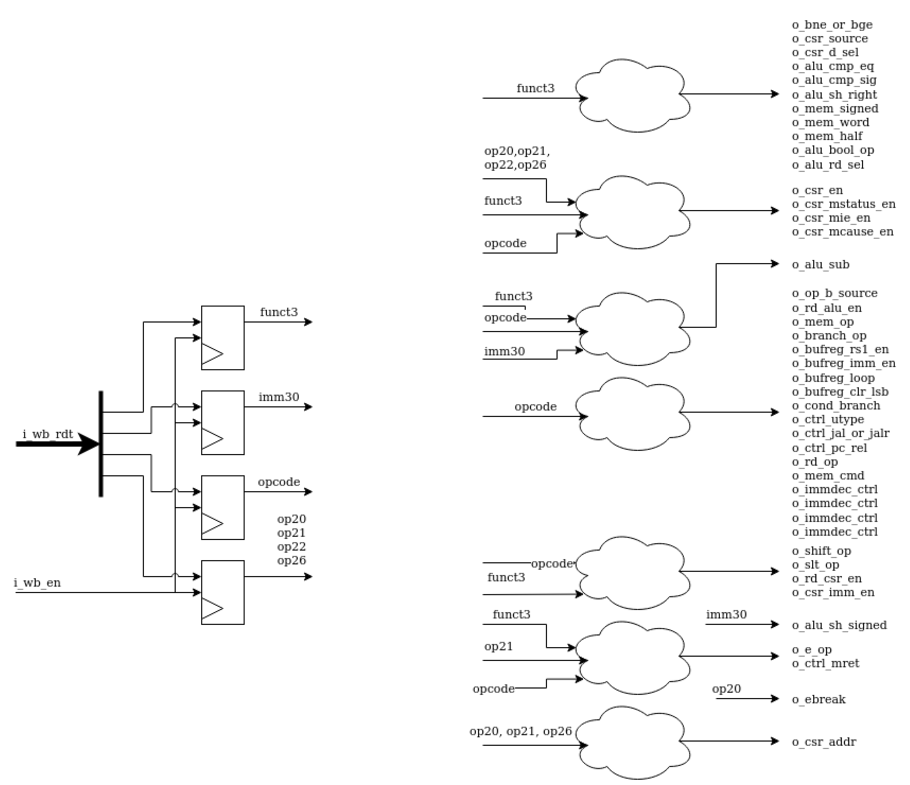 i_wb_rdt
i_wb_en
funct3
imm30
opcode
op20
op21
op22
op26
funct3
o_bne_or_bge
o_csr_source
o_csr_d_sel
o_alu_cmp_eq
o_alu_cmp_sig
o_alu_sh_right
o_mem_signed
o_mem_word
o_mem_half
o_alu_bool_op
o_alu_rd_sel
op20,op21,
op22,op26
funct3
opcode
o_csr_en
o_csr_mstatus_en
o_csr_mie_en
o_csr_mcause_en
funct3
opcode
imm30
o_alu_sub
opcode
o_op_b_source
o_rd_alu_en
o_mem_op
o_branch_op
o_bufreg_rs1_en
o_bufreg_imm_en
o_bufreg_loop
o_bufreg_clr_lsb
o_cond_branch
o_ctrl_utype
o_ctrl_jal_or_jalr
o_ctrl_pc_rel
o_rd_op
o_mem_cmd
o_immdec_ctrl
o_immdec_ctrl
o_immdec_ctrl
o_immdec_ctrl
opcode
funct3
o_shift_op
o_slt_op
o_rd_csr_en
o_csr_imm_en
imm30
o_alu_sh_signed
funct3
op21
opcode
o_e_op
o_ctrl_mret
op20
o_ebreak
op20, op21, op26
o_csr_addr